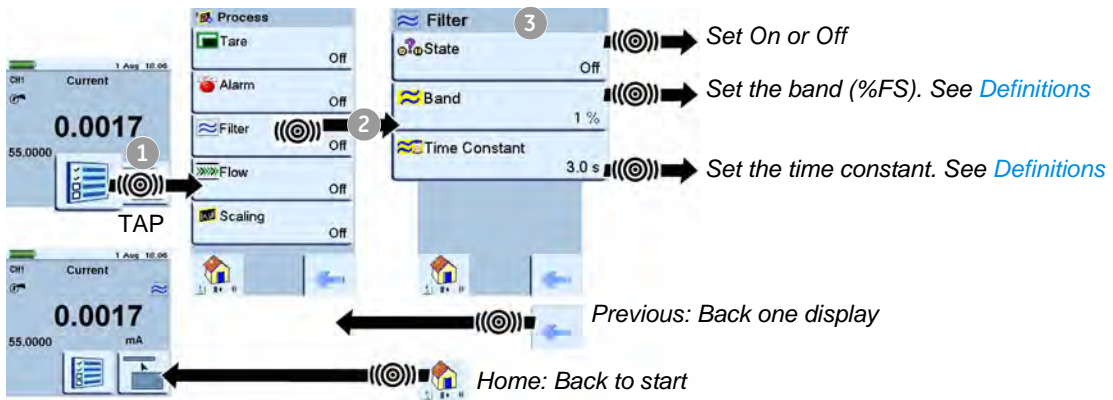 1 Aug 18:06
CH1 Current
0.0017
55.0000
1
TAP
Process
Tare
Off
Alarm
Off
Filter
Off
Flow
Off
Scaling
Off
2
Filter
3
State
Off
Band
1 %
Time Constant
3.0 s
Set On or Off
Set the band (%FS). See Definitions
Set the time constant. See Definitions
1 Aug 18:06
CH1 Current
0.0017
55.0000 mA
Previous: Back one display
Home: Back to start